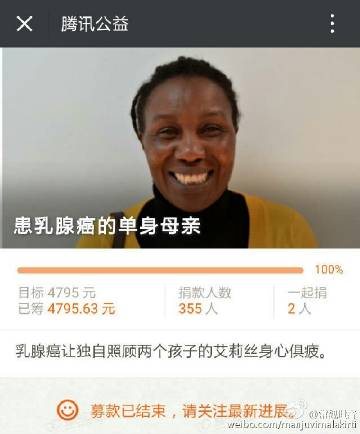 腾讯公益
患乳腺癌的单身母亲
100%
目标 4795 元
捐款人数
一起捐
已筹 4795.63 元
355 人
2 人
乳腺癌让独自照顾两个孩子的艾莉丝身心俱疲。
募款已结束，请关注最新进展。
weibo.com/manjuvimalakirti